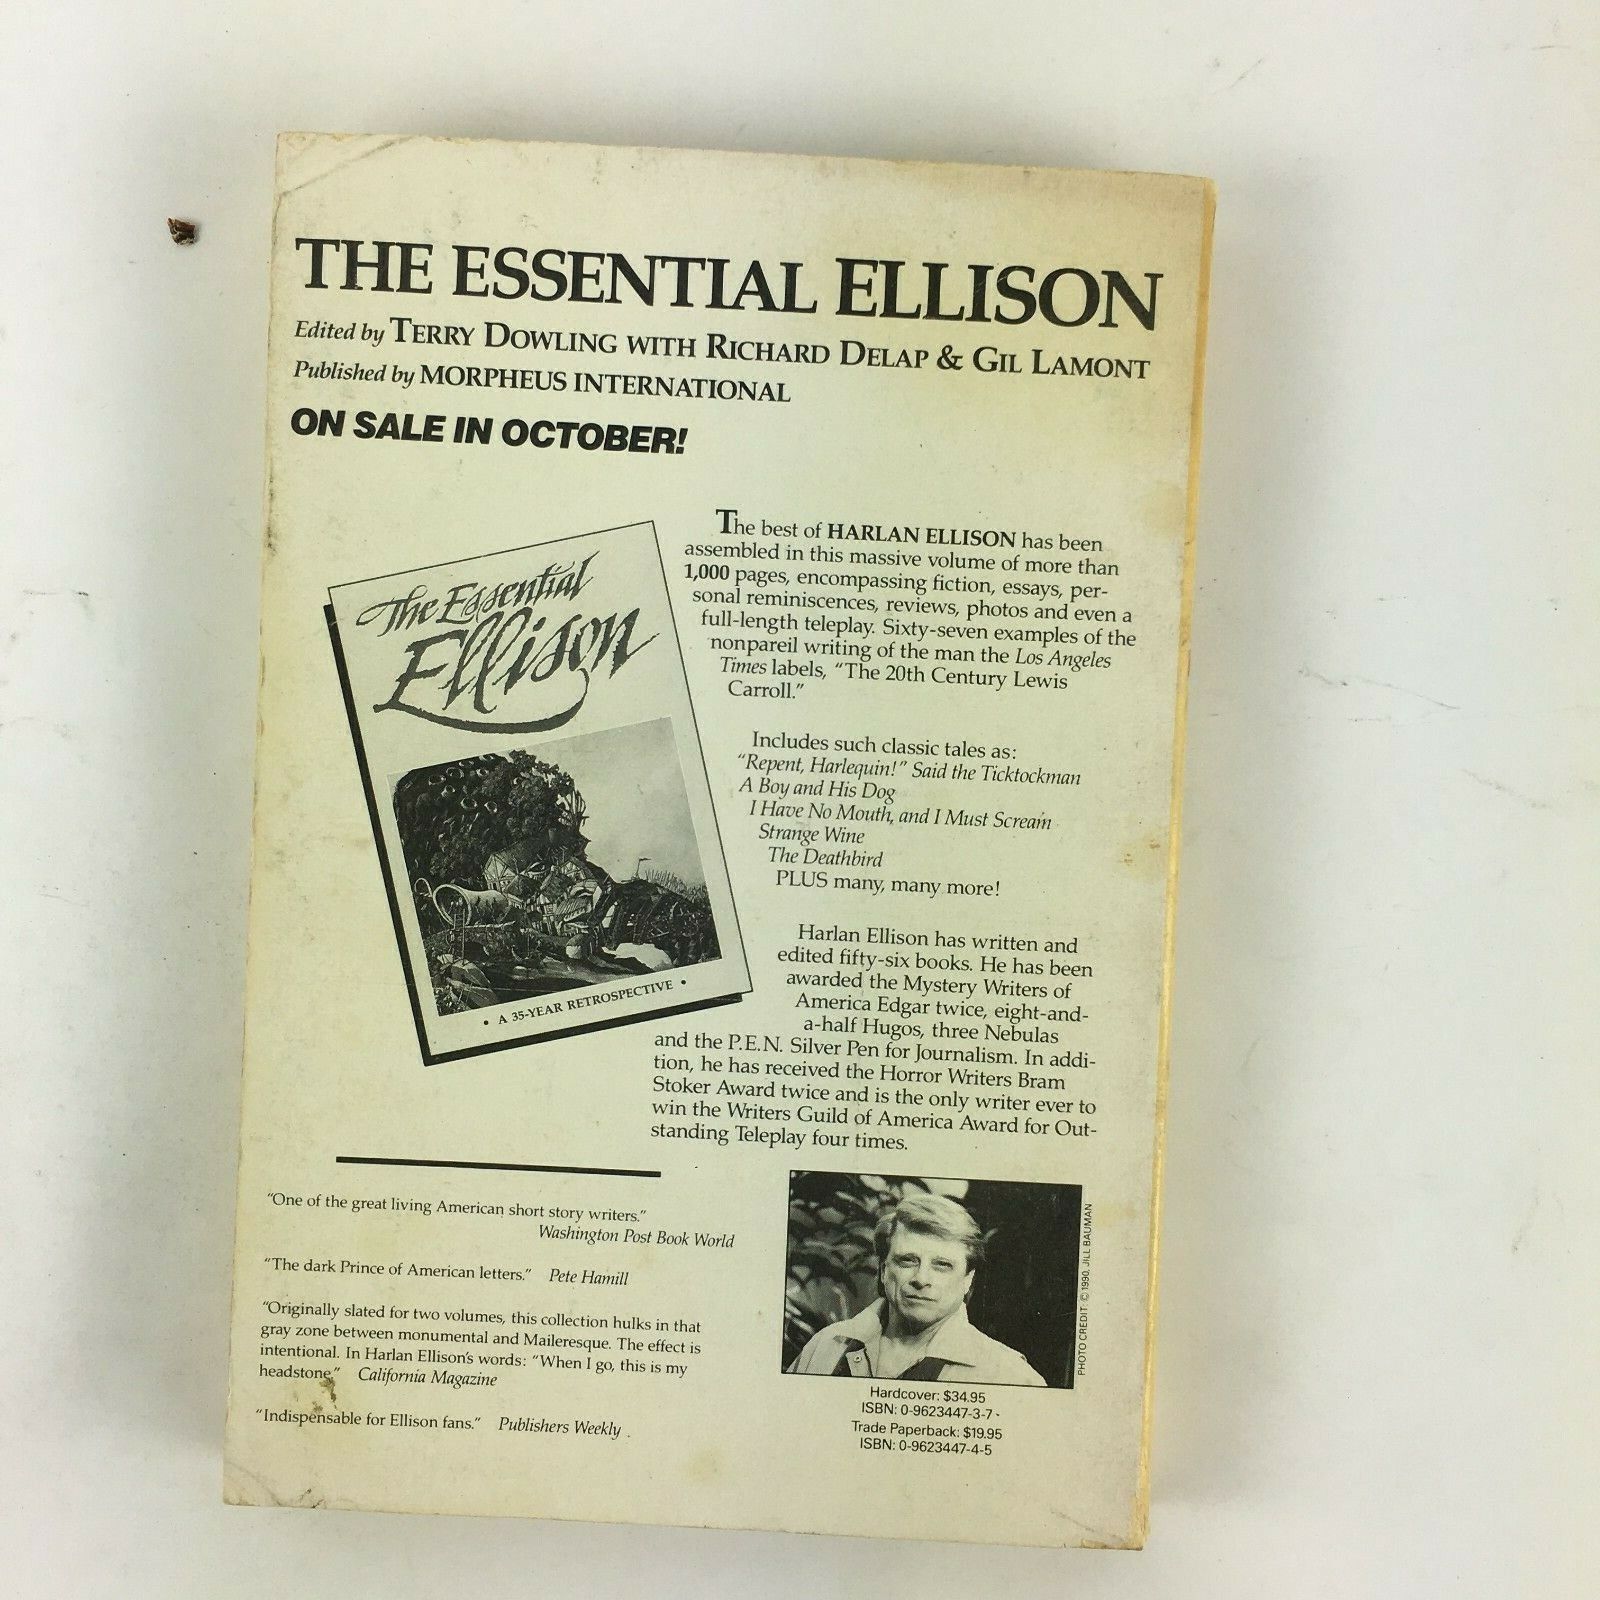 THE ESSENTIAL ELLISON
Edited by TERRY DOWLING WITH RICHARD DELAP & GIL LAMONT
Published by MORPHEUS INTERNATIONAL
ON SALE IN OCTOBER!
The Essential
Ellison
• A 35-YEAR RETROSPECTIVE •
The best of HARLAN ELLISON has been
assembled in this massive volume of more than
1,000 pages, encompassing fiction, essays, per-
sonal reminiscences, reviews, photos and even a
full-length teleplay. Sixty-seven examples of the
nonpareil writing of the man the Los Angeles
Times labels, “The 20th Century Lewis
Carroll.”
Includes such classic tales as:
“Repent, Harlequin!” Said the Ticktockman
A Boy and His Dog
I Have No Mouth, and I Must Scream
Strange Wine
The Deathbird
PLUS many, many more!
Harlan Ellison has written and
edited fifty-six books. He has been
awarded the Mystery Writers of
America Edgar twice, eight-and-
a-half Hugos, three Nebulas
and the P.E.N. Silver Pen for Journalism. In addi-
tion, he has received the Horror Writers Bram
Stoker Award twice and is the only writer ever to
win the Writers Guild of America Award for Out-
standing Teleplay four times.
“One of the great living American short story writers.”
Washington Post Book World
“The dark Prince of American letters.” Pete Hamill
“Originally slated for two volumes, this collection hulks in that
gray zone between monumental and Maileresque. The effect is
intentional. In Harlan Ellison's words: “When I go, this is my
headstone.” California Magazine
“Indispensable for Ellison fans.” Publishers Weekly
PHOTO CREDIT © 1990, JILL BAUMAN
Hardcover: $34.95
ISBN: 0-9623447-3-7
Trade Paperback: $19.95
ISBN: 0-9623447-4-5